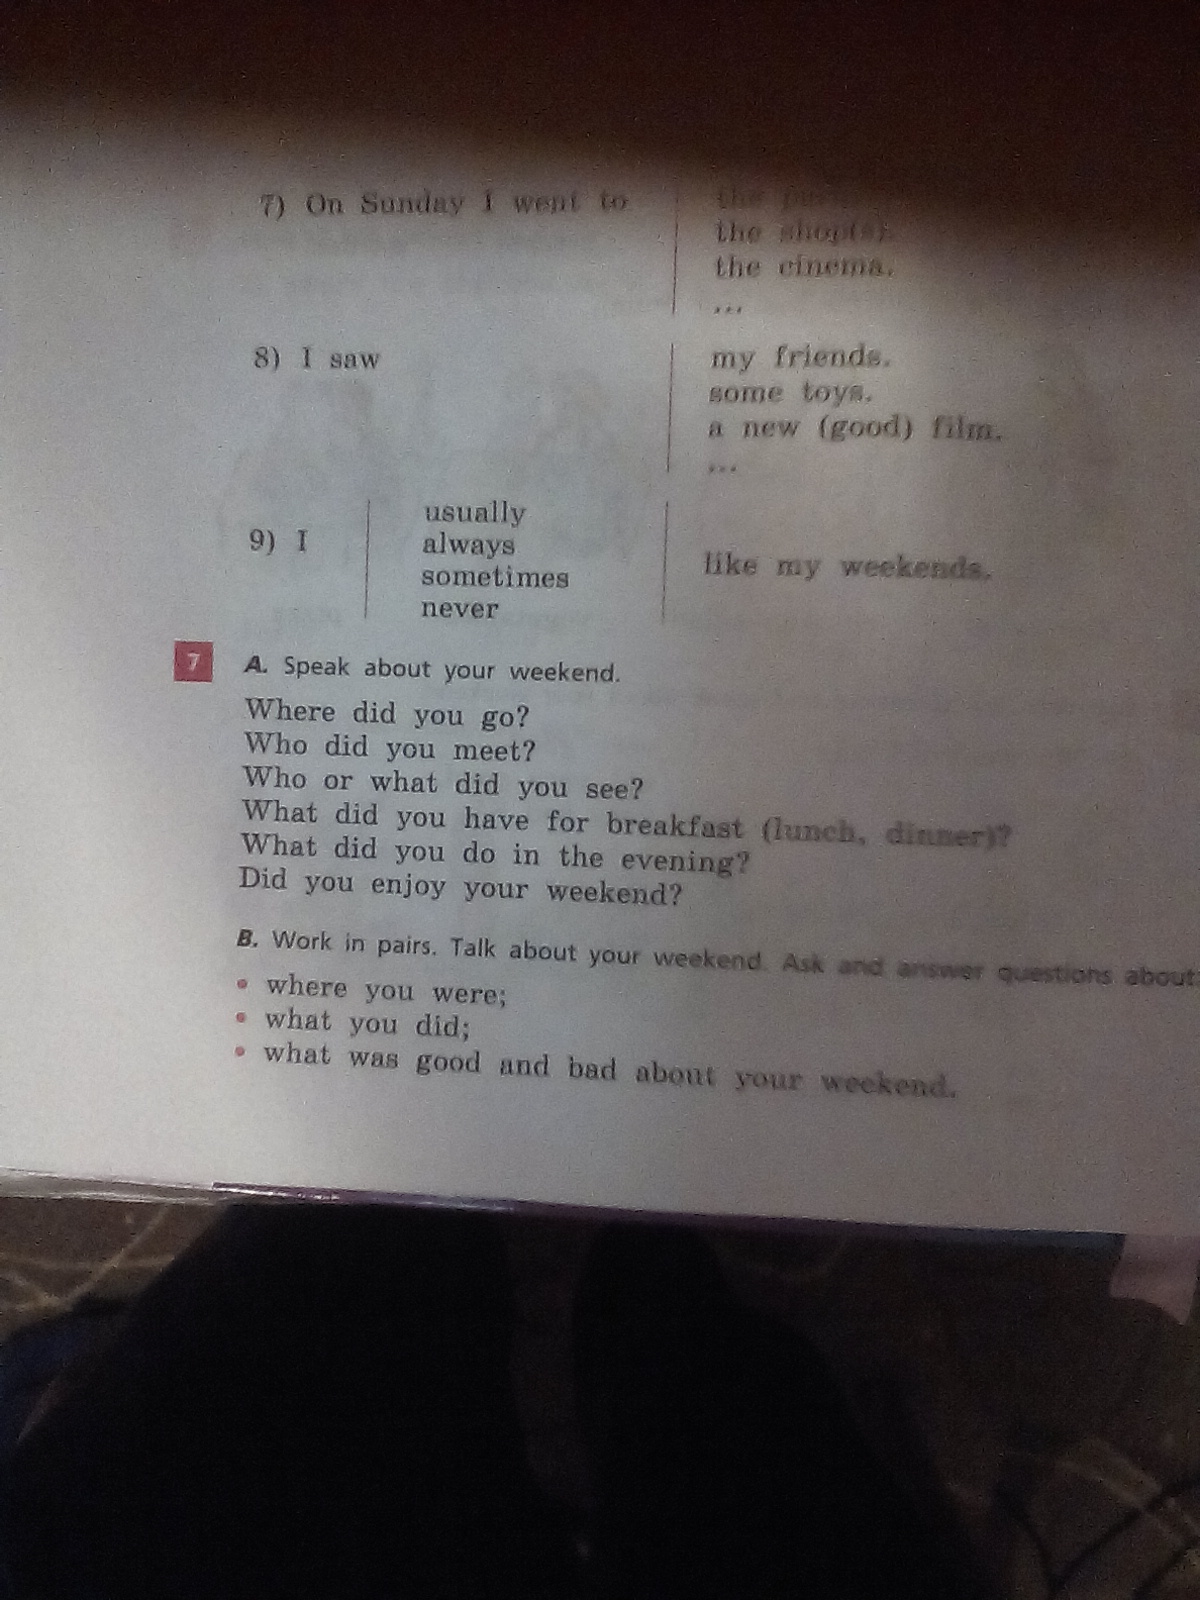 7) On Sunday I went to
the
the shop(s).
the cinema.
...
8) I saw
my friends.
some toys.
a new (good) film.
...
9) I
usually
always
sometimes
never
like my weekends.
7 A. Speak about your weekend.
Where did you go?
Who did you meet?
Who or what did you see?
What did you have for breakfast (lunch, dinner)?
What did you do in the evening?
Did you enjoy your weekend?
B. Work in pairs. Talk about your weekend. Ask and answer questions about:
• where you were;
• what you did;
• what was good and bad about your weekend.